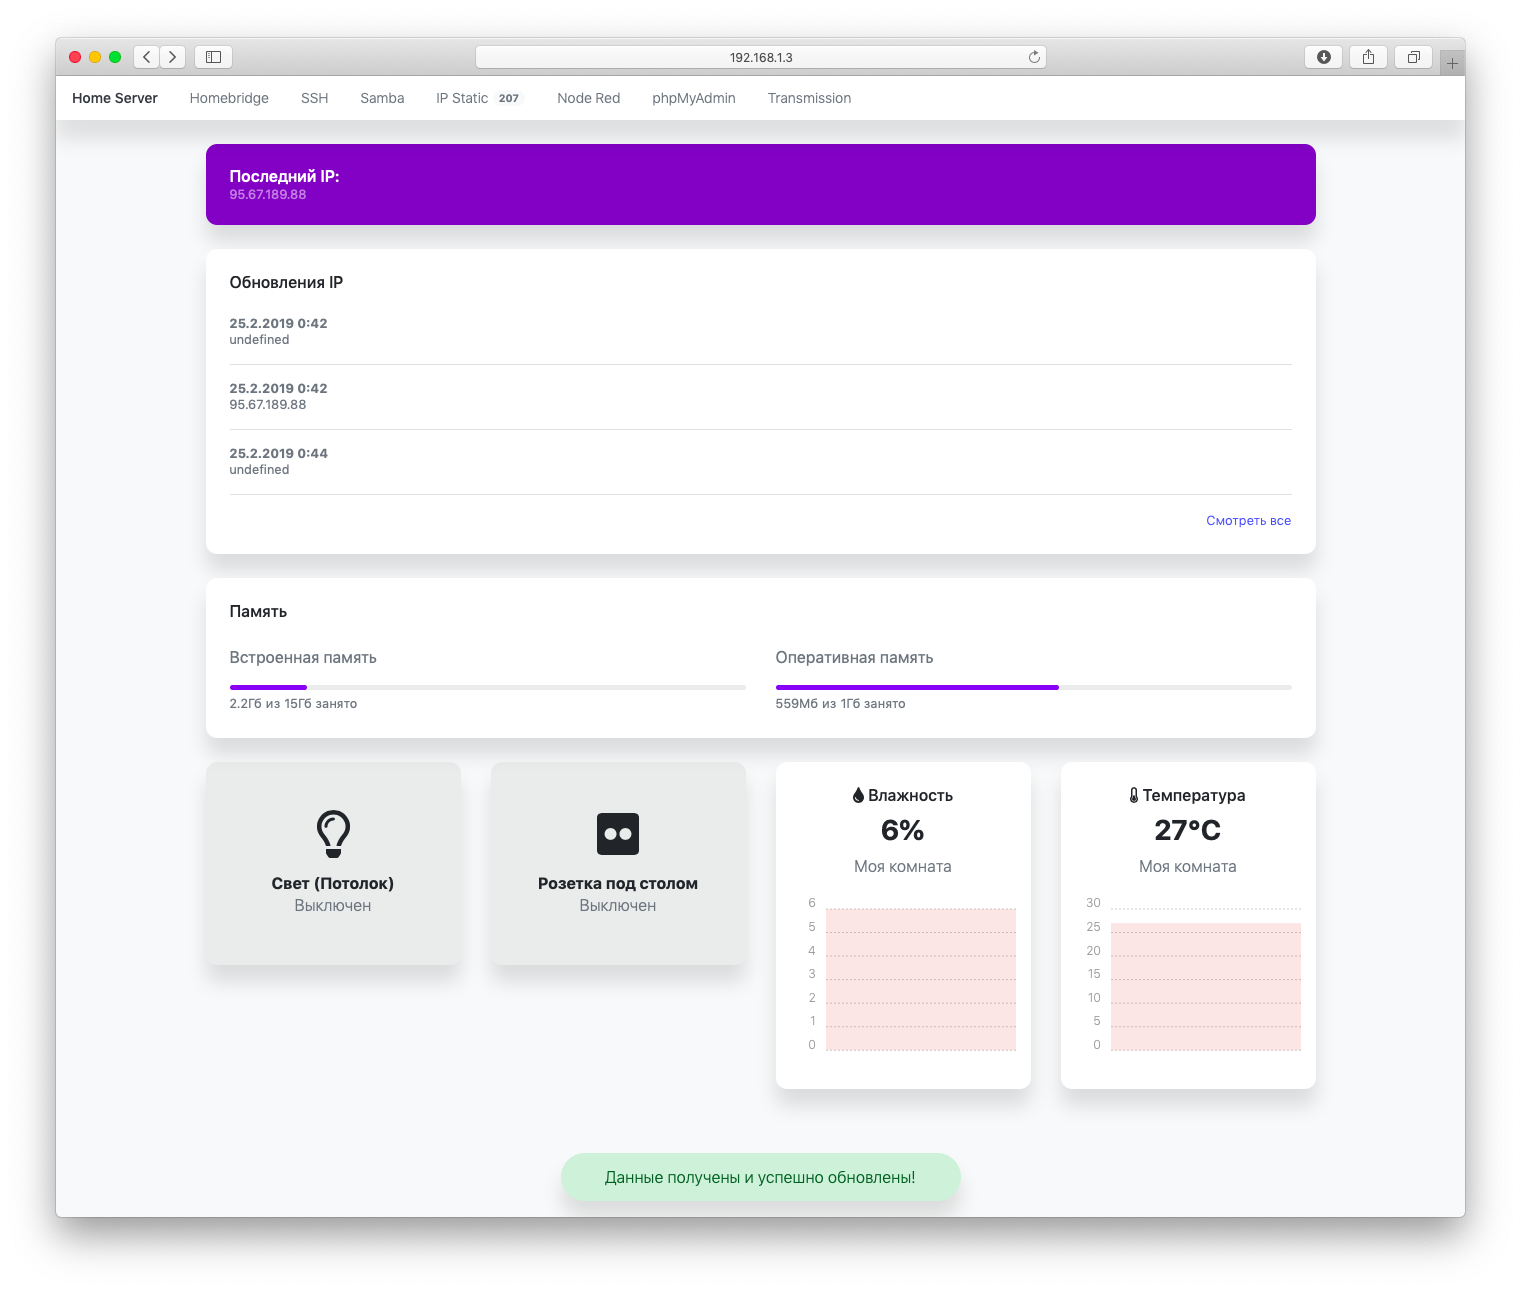 192.168.1.3
Home Server Homebridge SSH Samba IP Static 207 Node Red phpMyAdmin Transmission
Последний IP:
95.67.189.88
Обновления IP
25.2.2019 0:42
undefined
25.2.2019 0:42
95.67.189.88
25.2.2019 0:44
undefined
Смотреть все
Память
Встроенная память
2.2Гб из 15Гб занято
Оперативная память
559Мб из 1Гб занято
Свет (Потолок)
Выключен
Розетка под столом
Выключен
Влажность
6%
Моя комната
6
5
4
3
2
1
0
Температура
27°C
Моя комната
30
25
20
15
10
5
0
Данные получены и успешно обновлены!